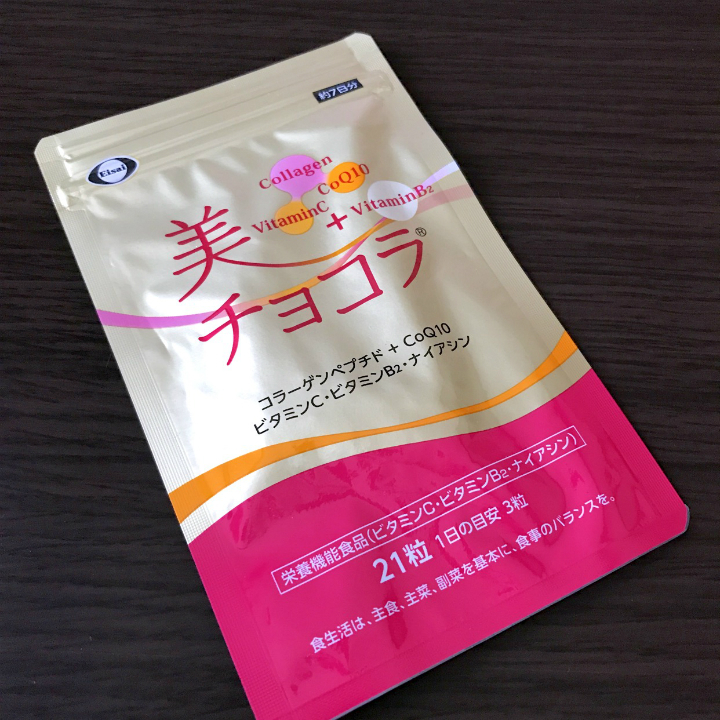 約7日分
Eisai
Collagen
CoQ10
VitaminC
+ VitaminB2
美
チョコラ®
コラーゲンペプチド + CoQ10
ビタミンC・ビタミンB2・ナイアシン
栄養機能食品(ビタミンC・ビタミンB2・ナイアシン)
21粒 1日の目安 3粒
食生活は、主食、主菜、副菜を基本に、食事のバランスを。